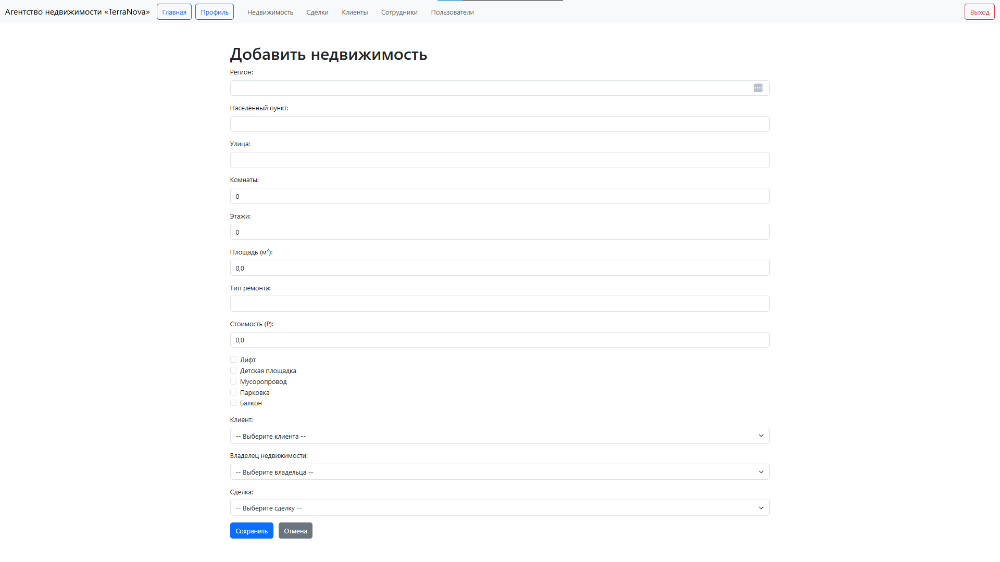 Агентство недвижимости «TerraNova» Главная Профиль Недвижимость Сделки Клиенты Сотрудники Пользователи Выход
Добавить недвижимость
Регион:
Населённый пункт:
Улица:
Комнаты:
0
Этажи:
0
Площадь (м²):
0,0
Тип ремонта:
Стоимость (₽):
0,0
Лифт
Детская площадка
Мусоропровод
Парковка
Балкон
Клиент:
-- Выберите клиента --
Владелец недвижимости:
-- Выберите владельца --
Сделка:
-- Выберите сделку --
Сохранить Отмена